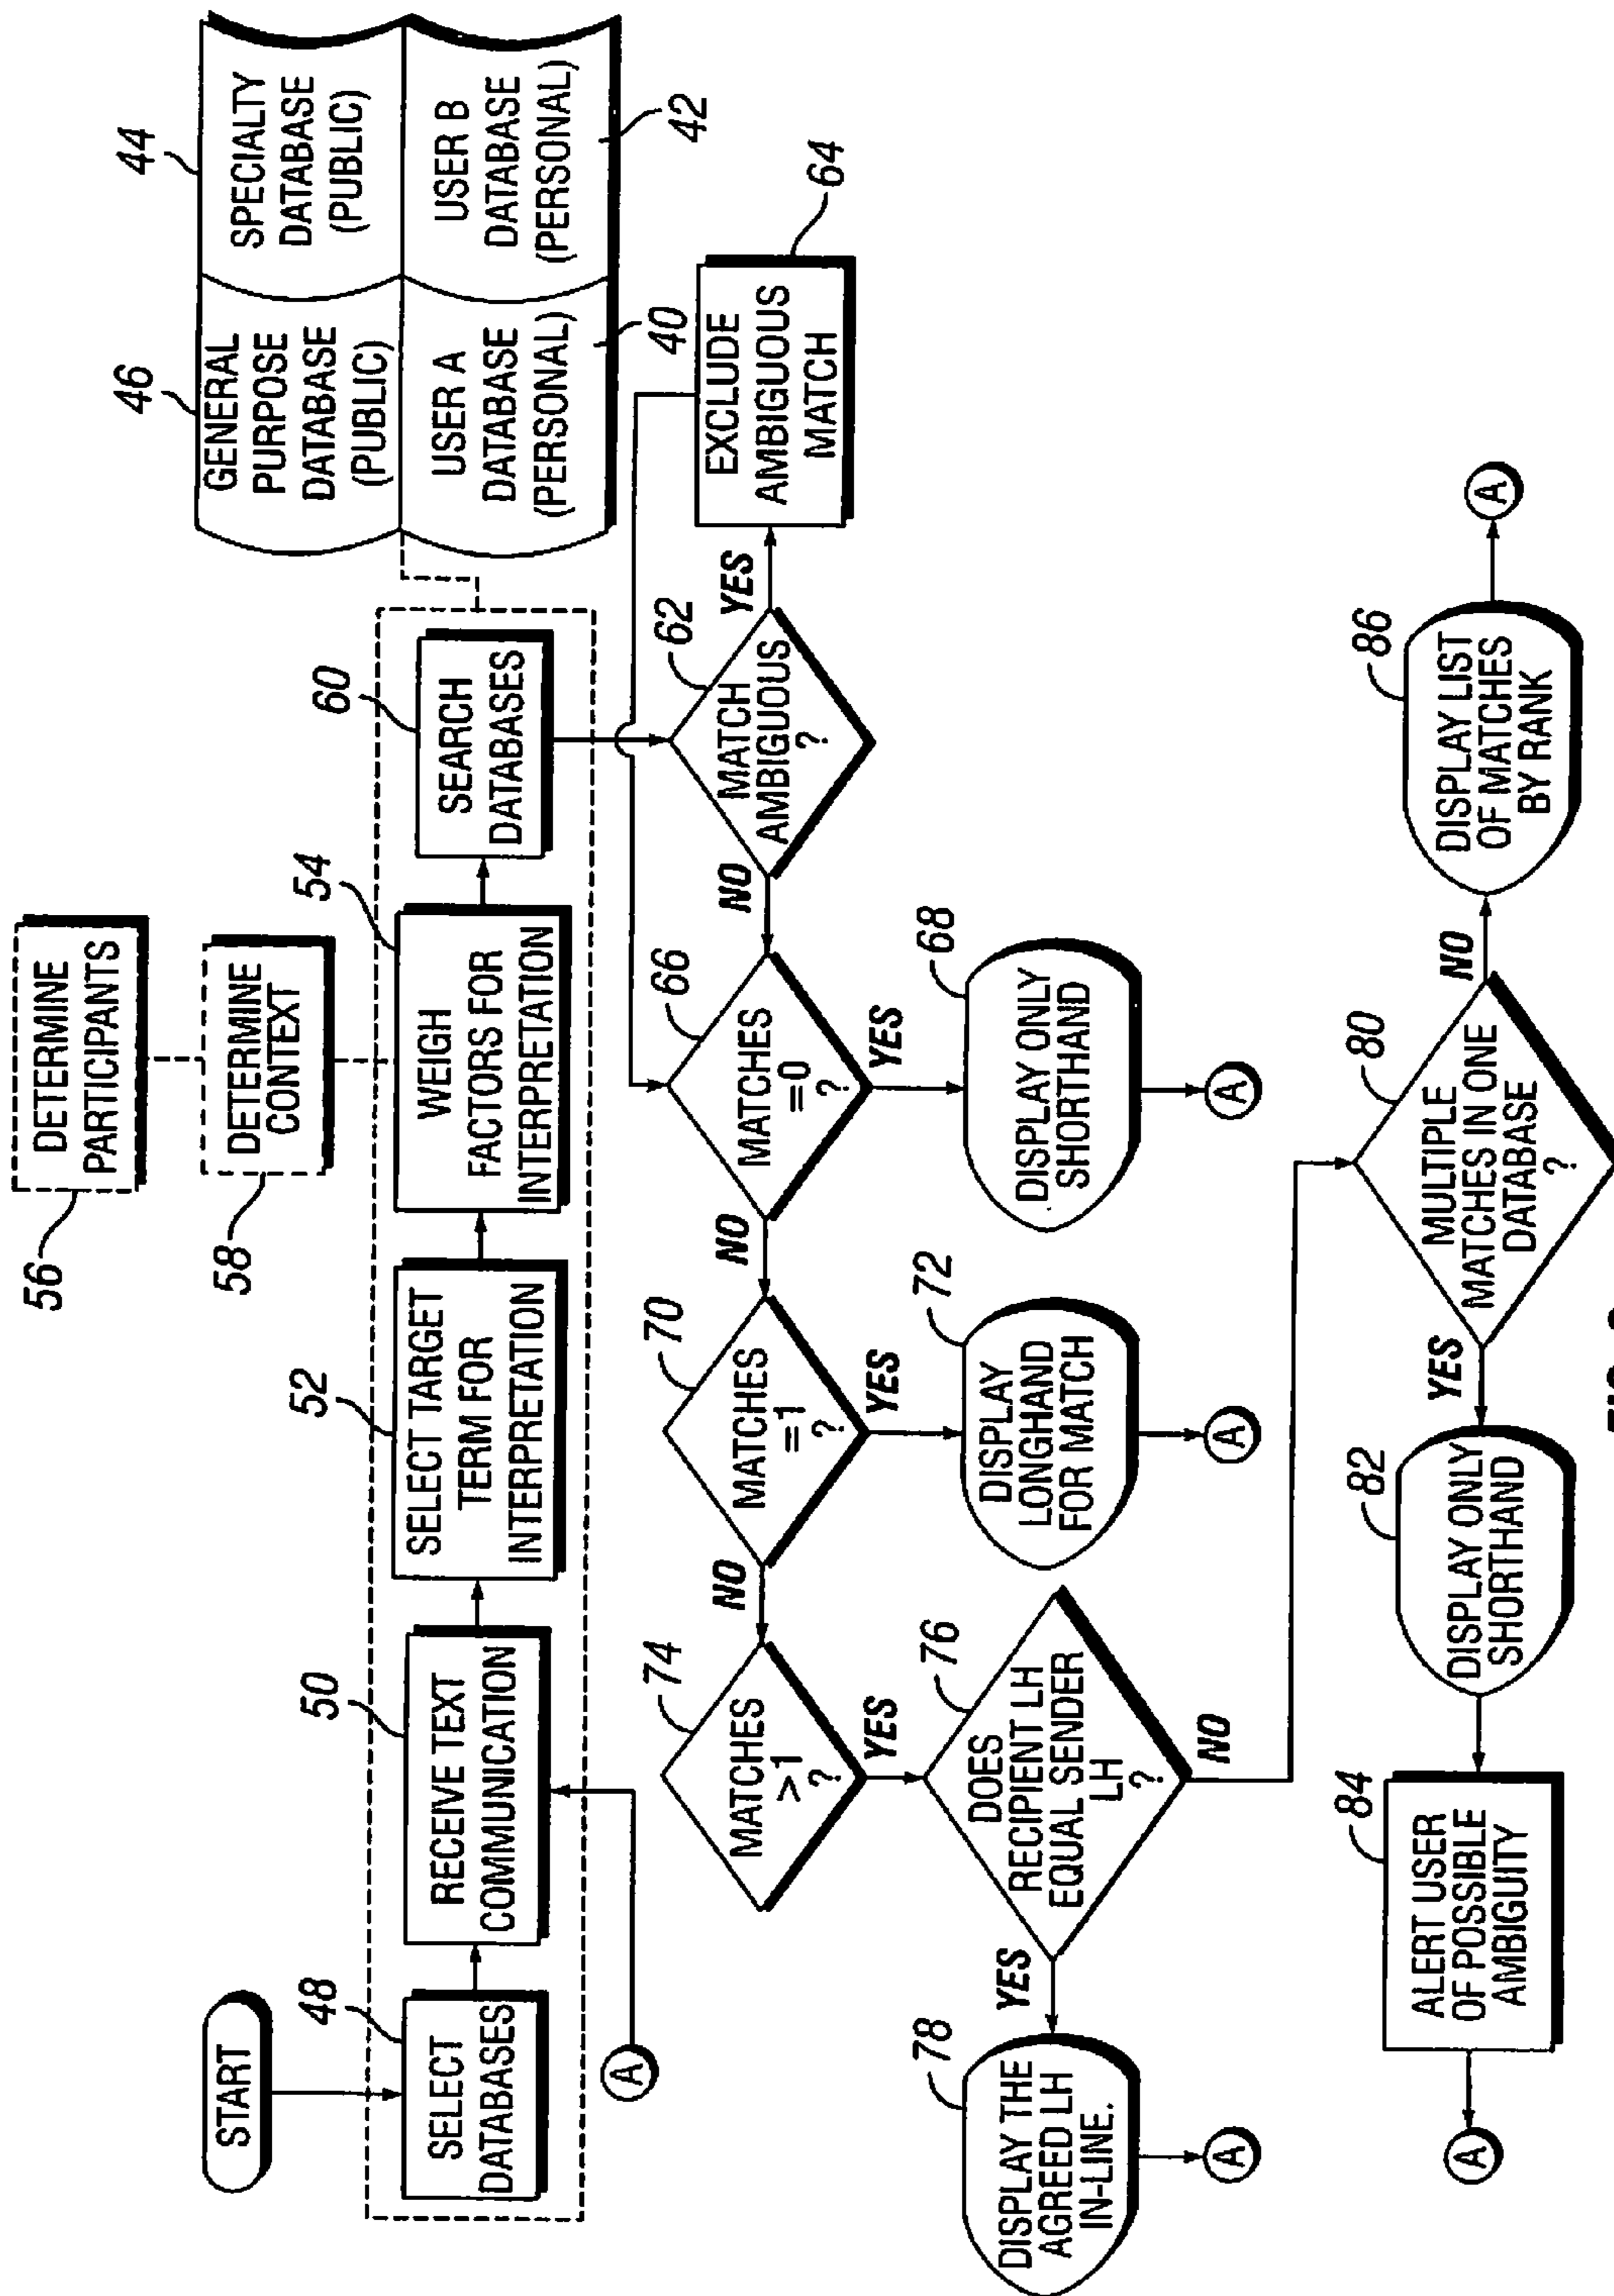 56
DETERMINE
PARTICIPANTS
58
DETERMINE
CONTEXT
46
GENERAL
PURPOSE
DATABASE
(PUBLIC)
44
SPECIALTY
DATABASE
(PUBLIC)
USER A
DATABASE
(PERSONAL)
40
USER B
DATABASE
(PERSONAL)
42
START
48
SELECT
DATABASES
50
RECEIVE TEXT
COMMUNICATION
52
SELECT TARGET
TERM FOR
INTERPRETATION
54
WEIGH
FACTORS FOR
INTERPRETATION
60
SEARCH
DATABASES
A
62
MATCH
AMBIGUOUS
?
YES
NO
64
EXCLUDE
AMBIGUOUS
MATCH
66
MATCHES
=0
?
YES
NO
68
DISPLAY ONLY
SHORTHAND
A
70
MATCHES
=1
?
YES
NO
72
DISPLAY
LONGHAND
FOR MATCH
A
74
MATCHES
>1
?
YES
76
DOES
RECIPIENT LH
EQUAL SENDER
LH
?
YES
NO
78
DISPLAY THE
AGREED LH
IN-LINE.
A
80
MULTIPLE
MATCHES IN ONE
DATABASE
?
YES
NO
82
DISPLAY ONLY
SHORTHAND
84
ALERT USER
OF POSSIBLE
AMBIGUITY
A
86
DISPLAY LIST
OF MATCHES
BY RANK
A